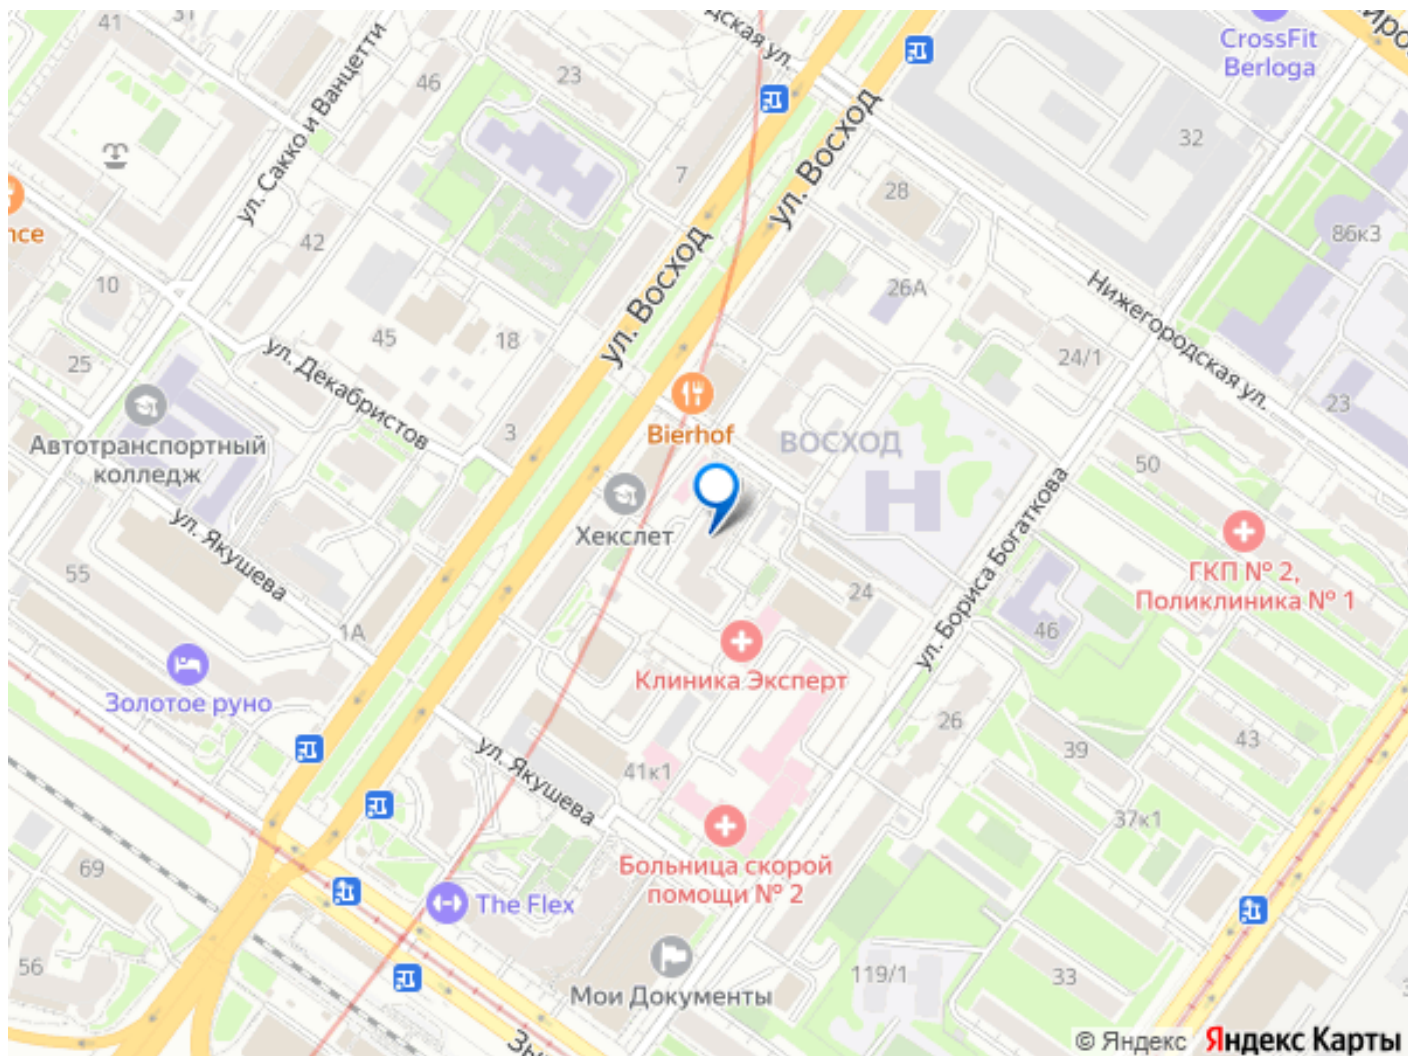 41
31
CrossFit
Berloga
23
46
ул. Сакко и Ванцетти
ул. Восход
32
7
28
86к3
42
ул. Восход
26А
10
Нижегородская ул.
45
18
24/1
25
ул. Декабристов
23
3
Bierhof
ВОСХОД
Автотранспортный
колледж
50
ул. Бориса Богаткова
Хекслет
ул. Якушева
ГКП № 2,
Поликлиника № 1
55
24
1А
46
Клиника Эксперт
Золотое руно
26
43
39
ул. Якушева
41к1
37к1
Больница скорой
помощи № 2
69
The Flex
56
Мои Документы
119/1
33
© Яндекс Яндекс Карты